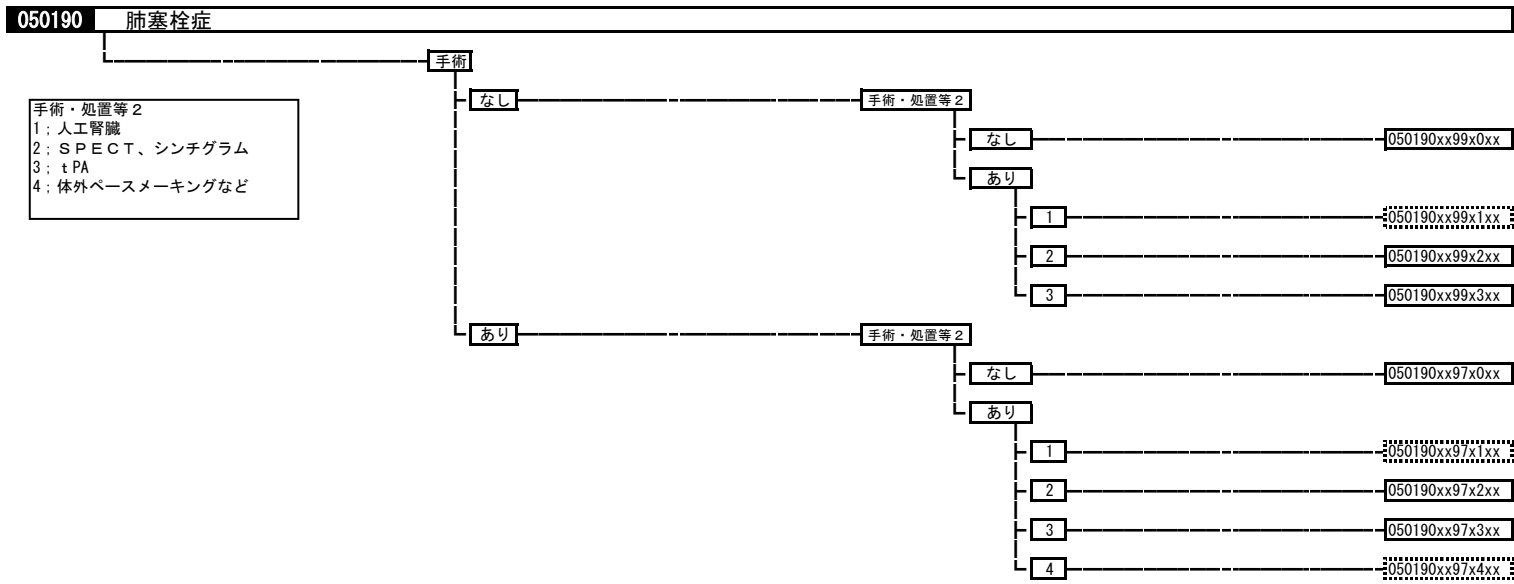 050190 肺塞栓症
手術
手術・処置等２
1；人工腎臓
2；ＳＰＥＣＴ、シンチグラム
3；ｔPA
4；体外ペースメーキングなど
なし 手術・処置等２
なし 050190xx99x0xx
あり
1 050190xx99x1xx
2 050190xx99x2xx
3 050190xx99x3xx
あり 手術・処置等２
なし 050190xx97x0xx
あり
1 050190xx97x1xx
2 050190xx97x2xx
3 050190xx97x3xx
4 050190xx97x4xx